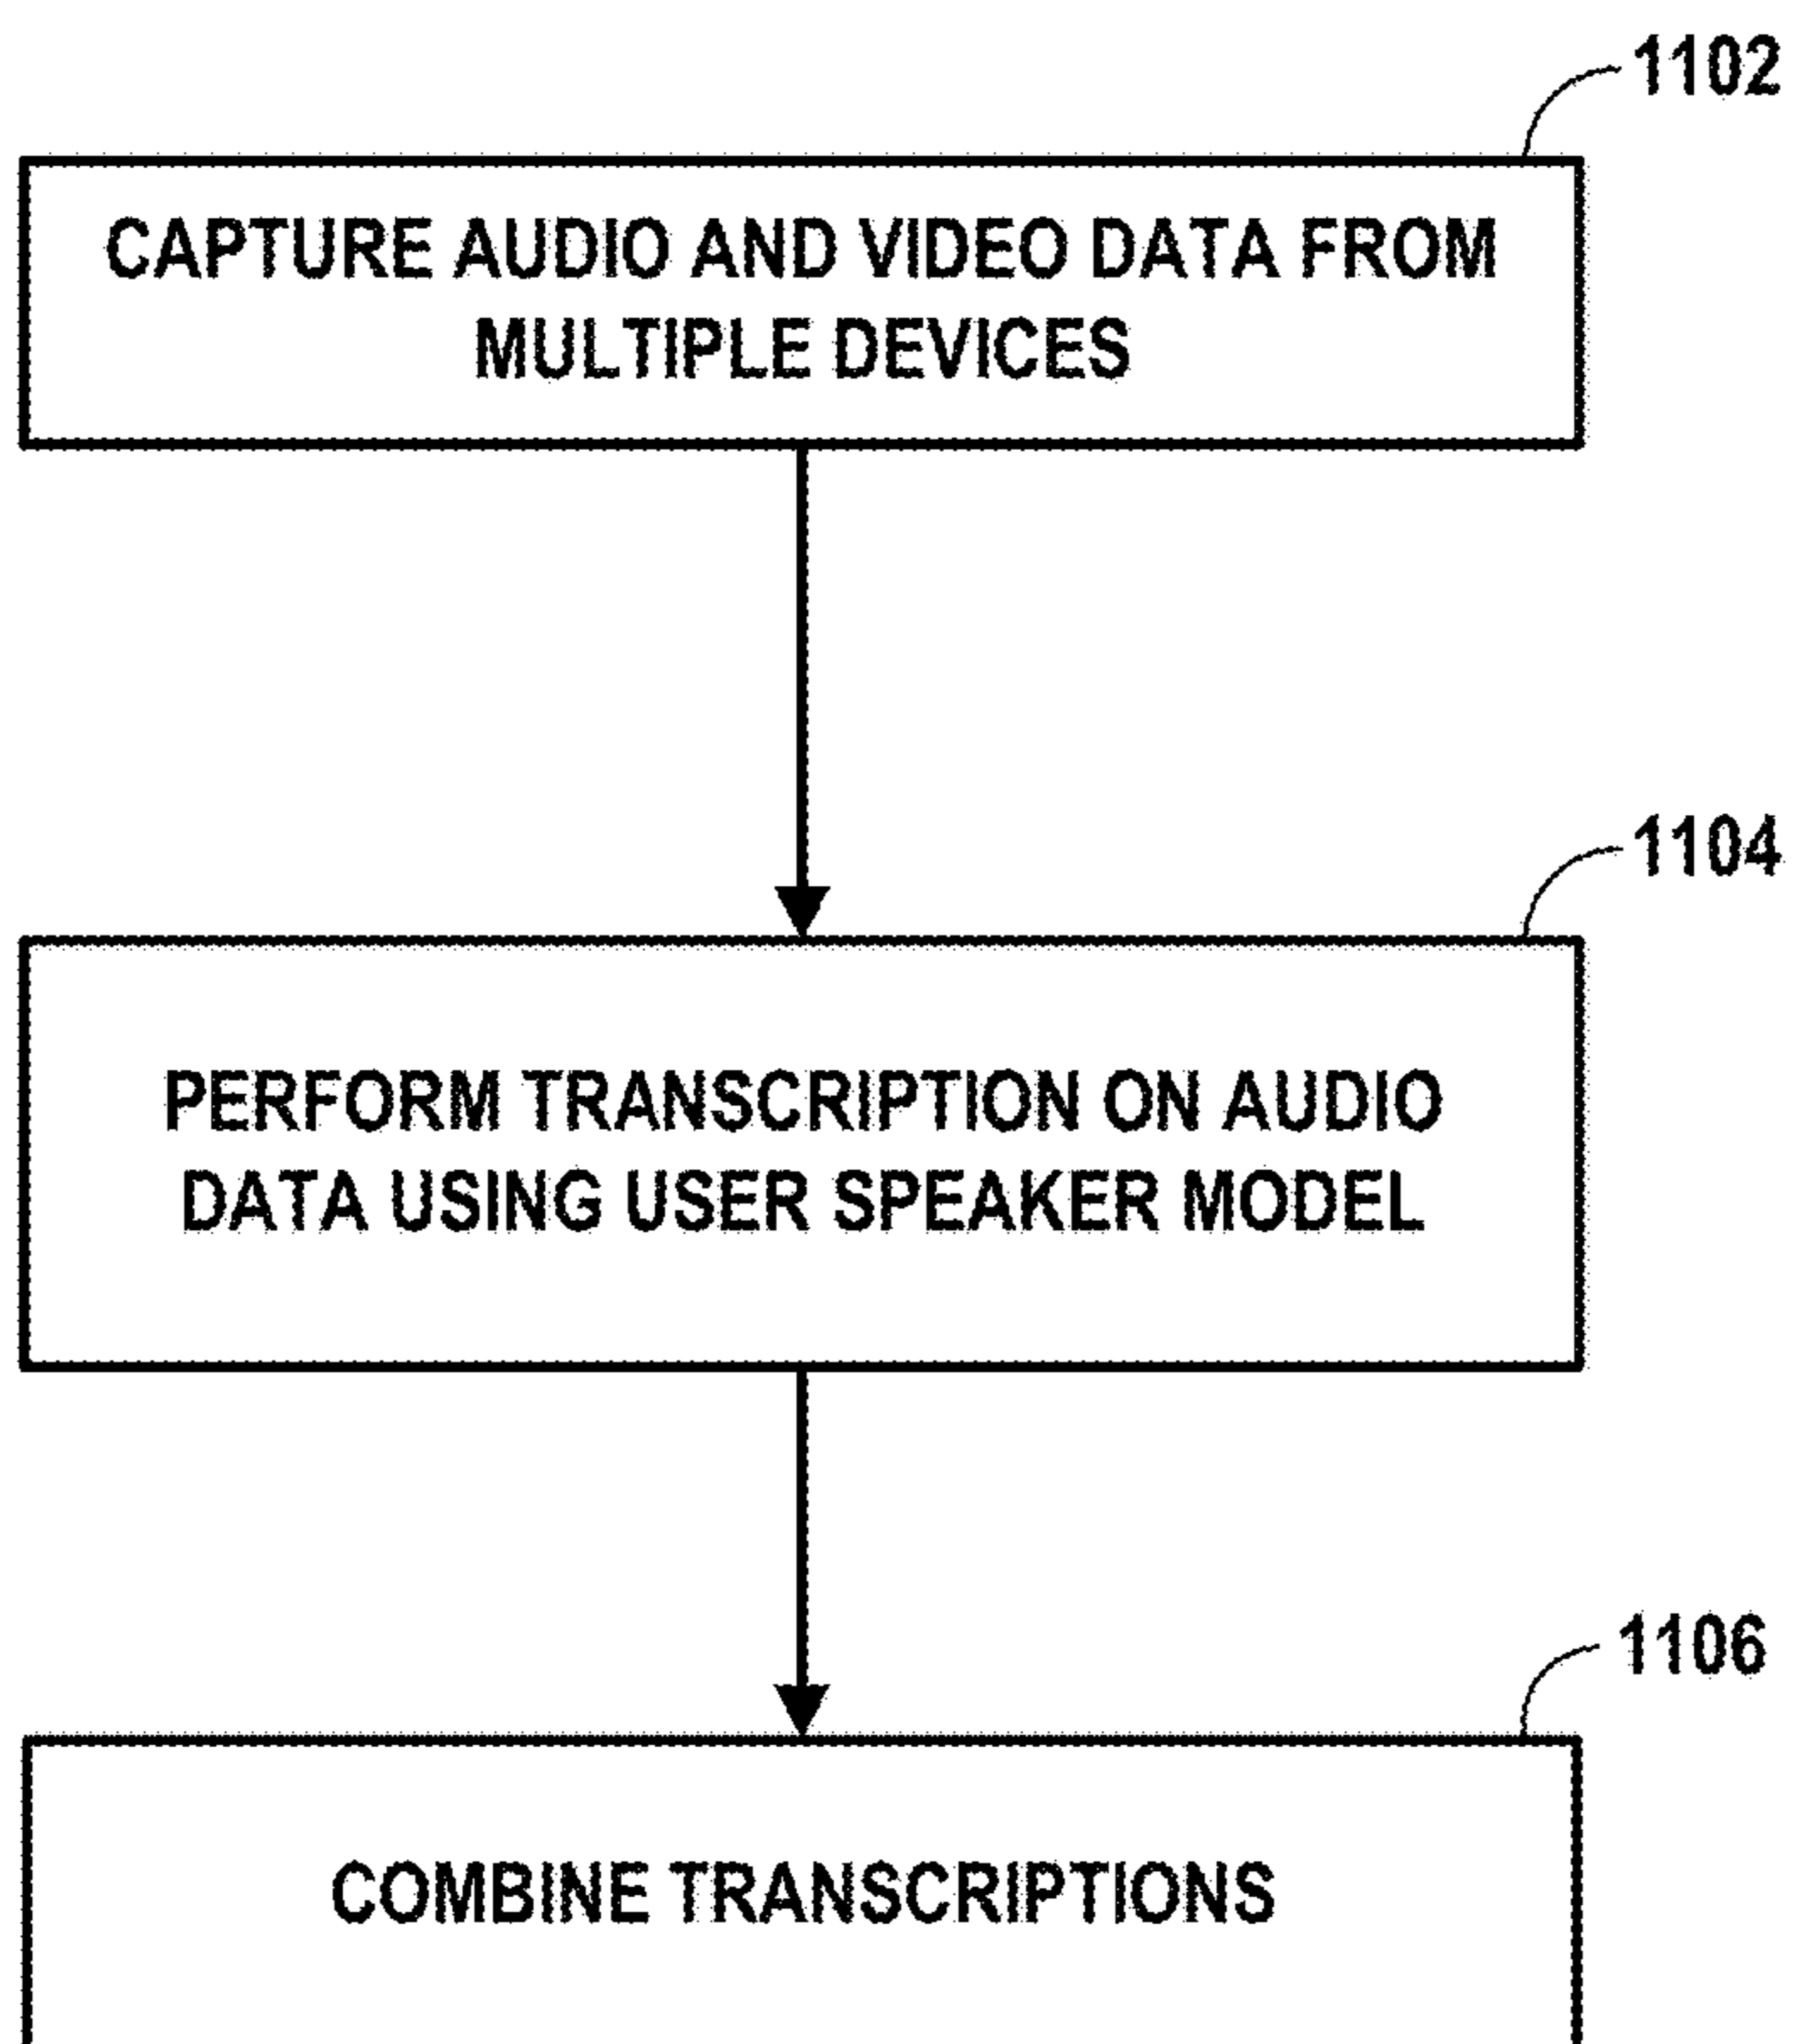 1102
CAPTURE AUDIO AND VIDEO DATA FROM
MULTIPLE DEVICES
1104
PERFORM TRANSCRIPTION ON AUDIO
DATA USING USER SPEAKER MODEL
1106
COMBINE TRANSCRIPTIONS